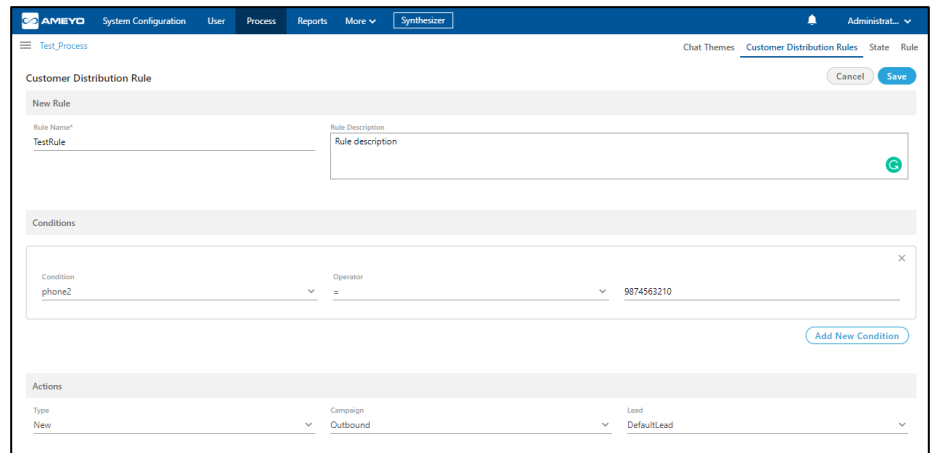 AMEYO System Configuration User Process Reports More Synthesizer Administrat...
Test_Process Chat Themes Customer Distribution Rules State Rule
Customer Distribution Rule Cancel Save
New Rule
Rule Name* Rule Description
TestRule Rule description
Conditions
Condition Operator
phone2 = 9874563210
Add New Condition
Actions
Type Campaign Lead
New Outbound DefaultLead